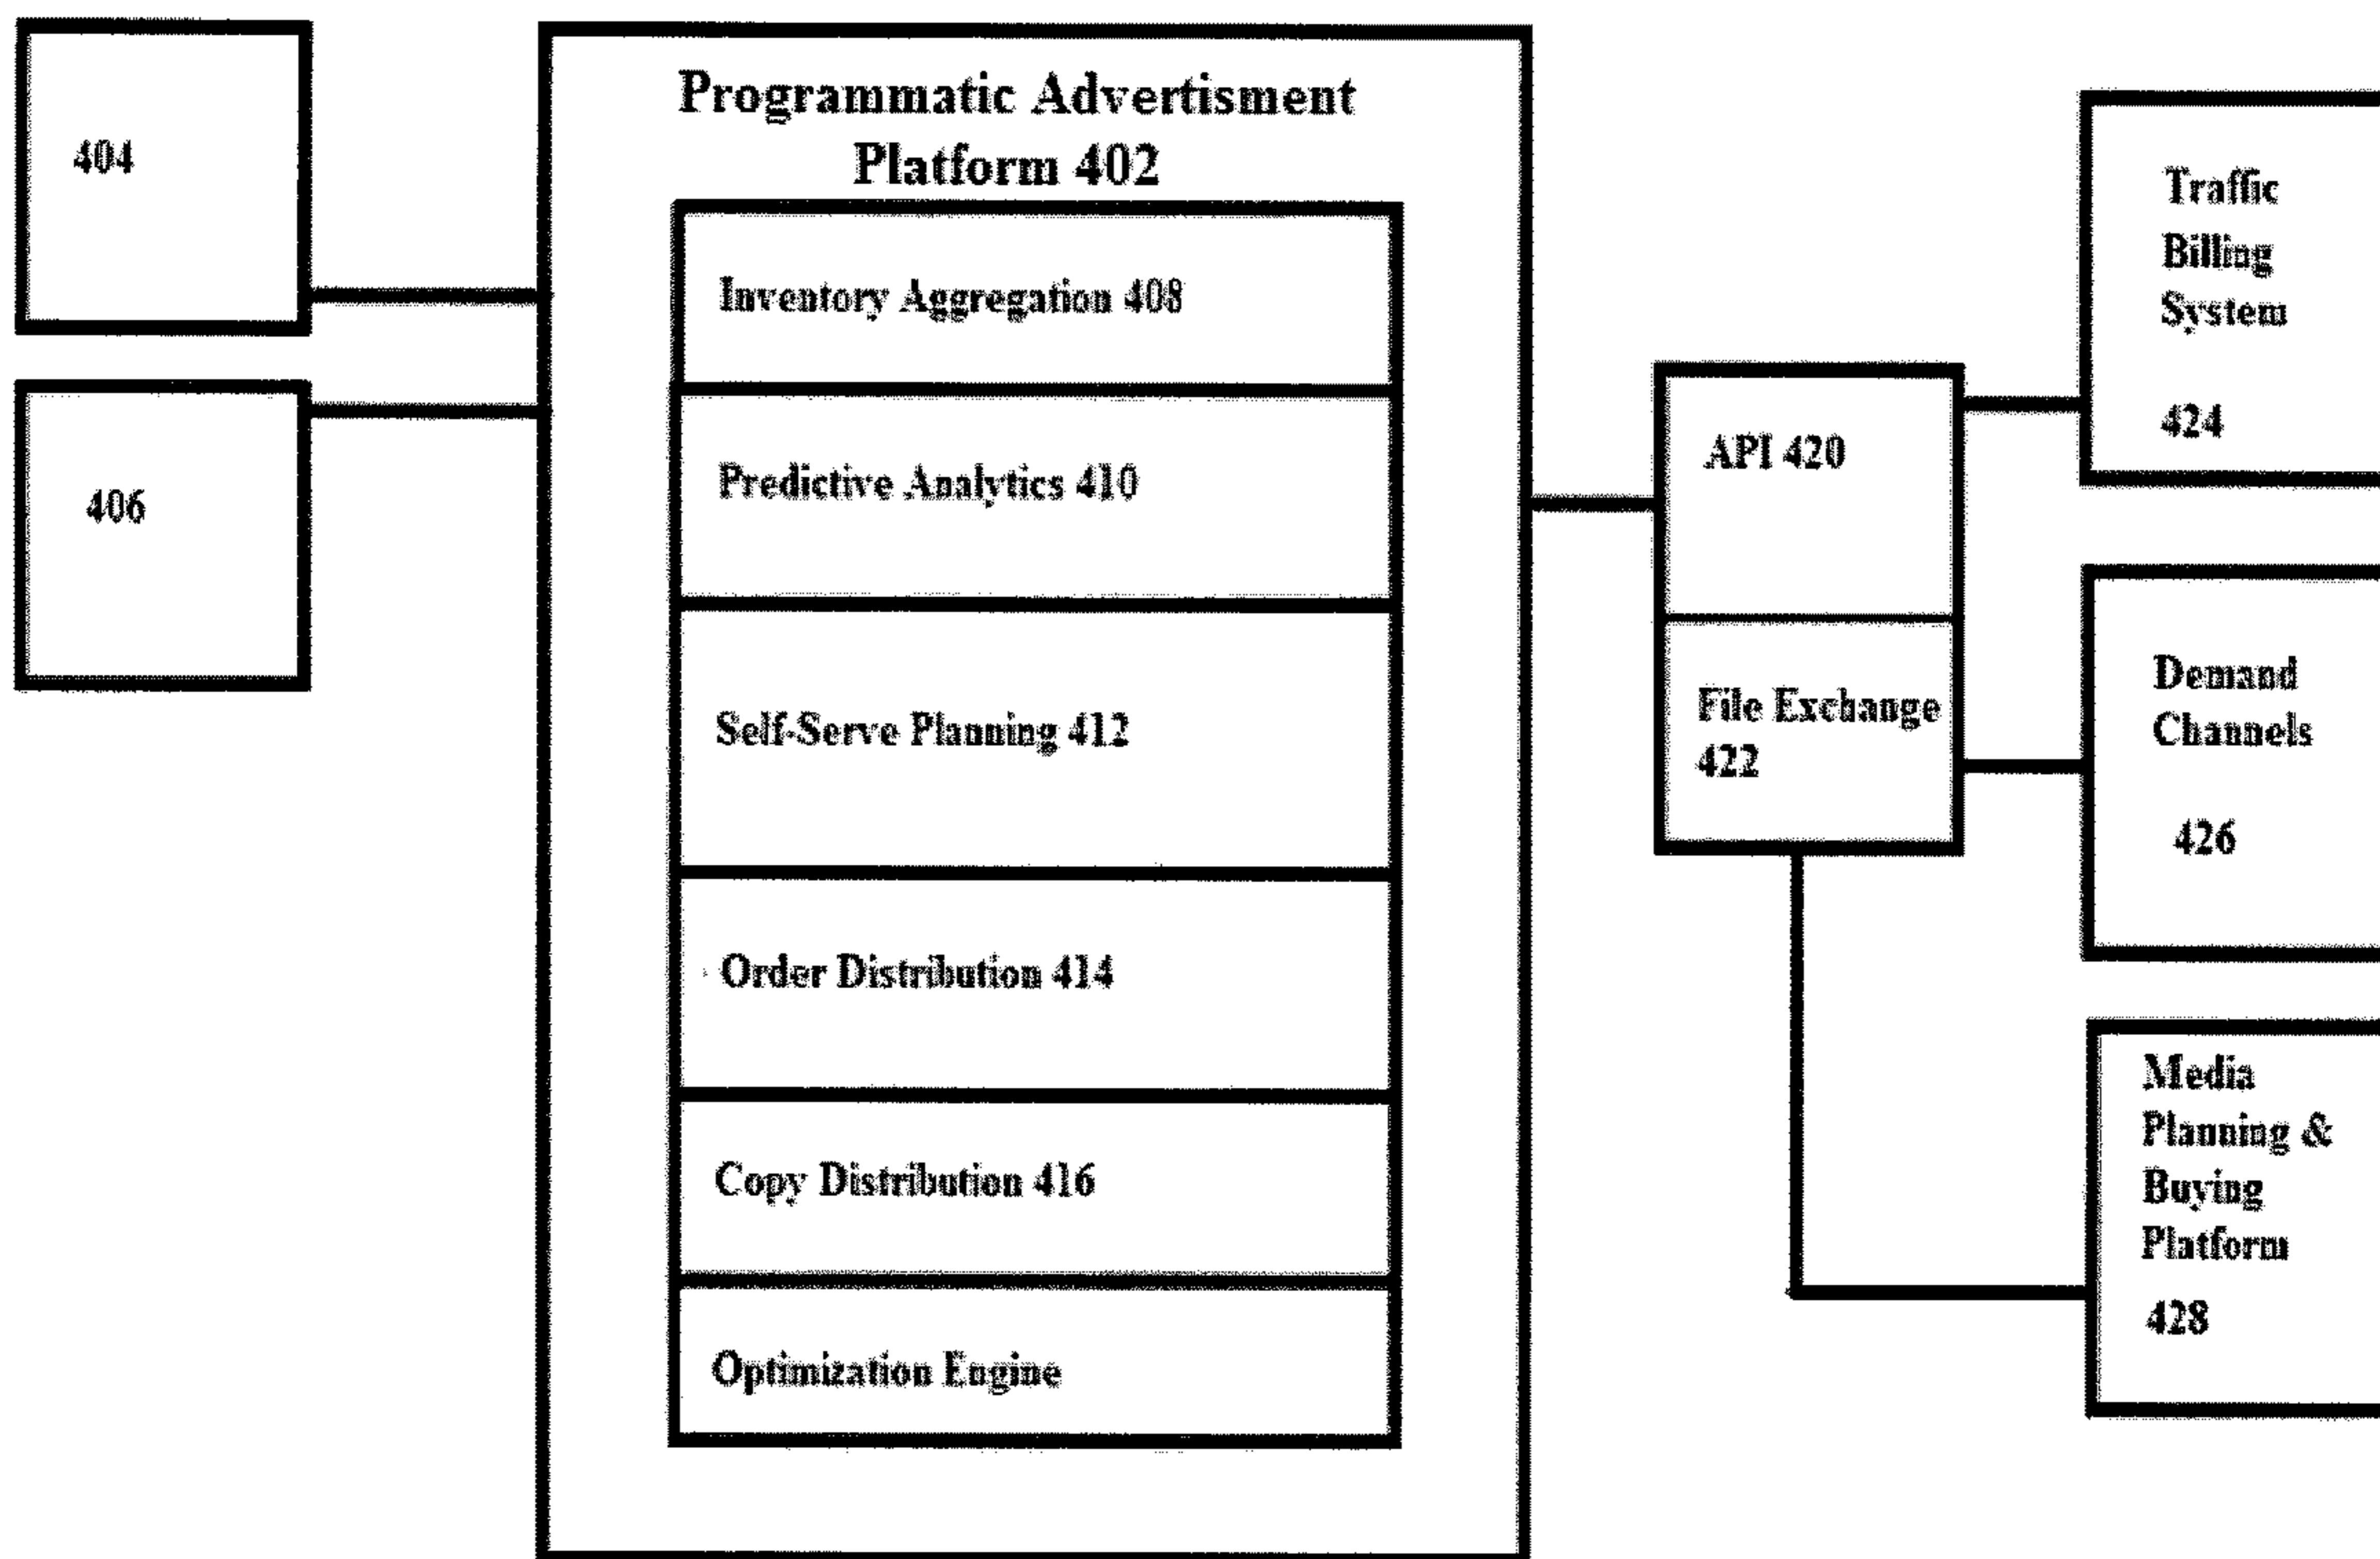 404
406
Programmatic Advertisment
Platform 402
Inventory Aggregation 408
Predictive Analytics 410
Self-Serve Planning 412
Order Distribution 414
Copy Distribution 416
Optimization Engine
API 420
File Exchange
422
Traffic
Billing
System
424
Demand
Channels
426
Media
Planning &
Buying
Platform
428